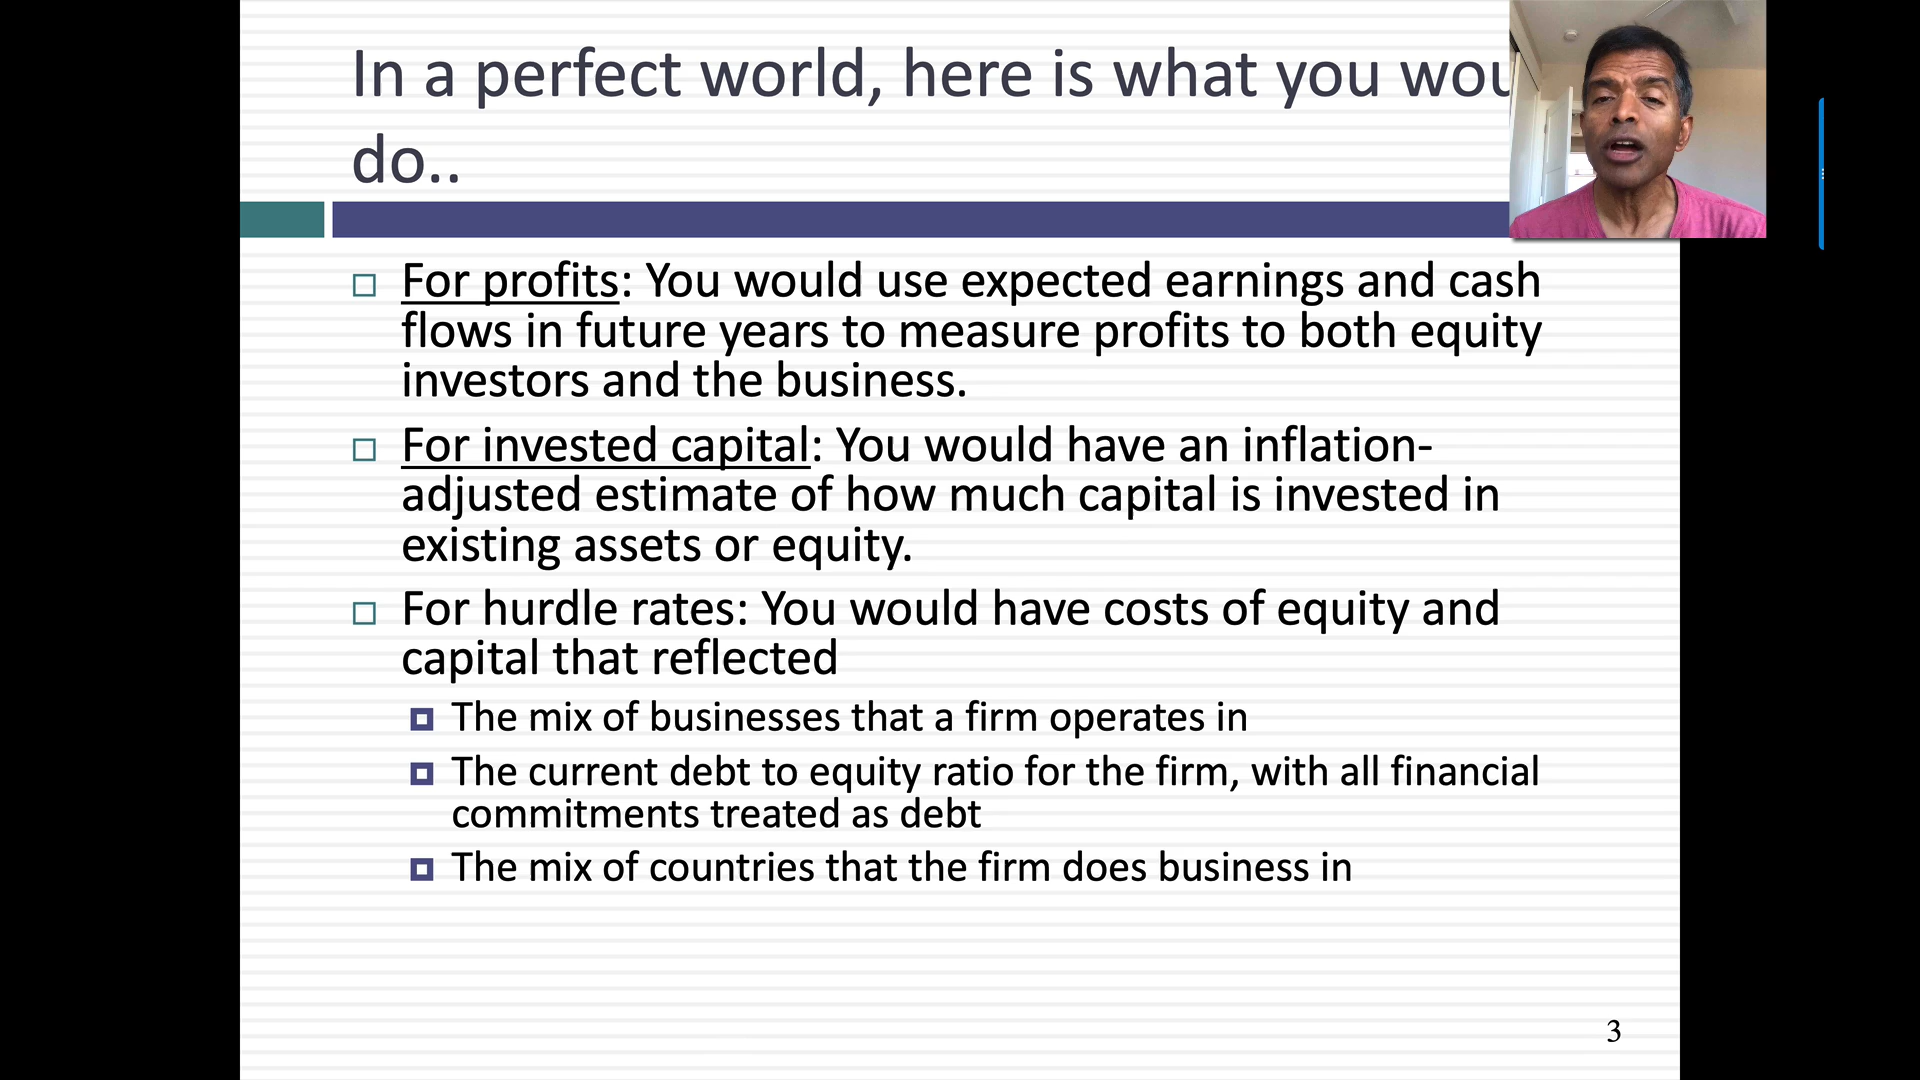 In a perfect world, here is what you
do..
For profits: You would use expected earnings and cash
flows in future years to measure profits to both equity
investors and the business.
For invested capital: You would have an inflation-
adjusted estimate of how much capital is invested in
existing assets or equity.
For hurdle rates: You would have costs of equity and
capital that reflected
The mix of businesses that a firm operates in
The current debt to equity ratio for the firm, with all financial
commitments treated as debt
The mix of countries that the firm does business in
3